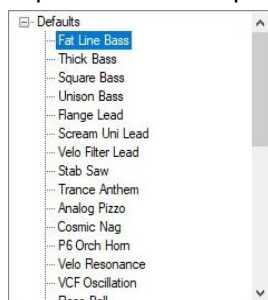 Defaults
Fat Line Bass
Thick Bass
Square Bass
Unison Bass
Flange Lead
Scream Uni Lead
Velo Filter Lead
Stab Saw
Trance Anthem
Analog Pizzo
Cosmic Nag
P6 Orch Horn
Velo Resonance
VCF Oscillation